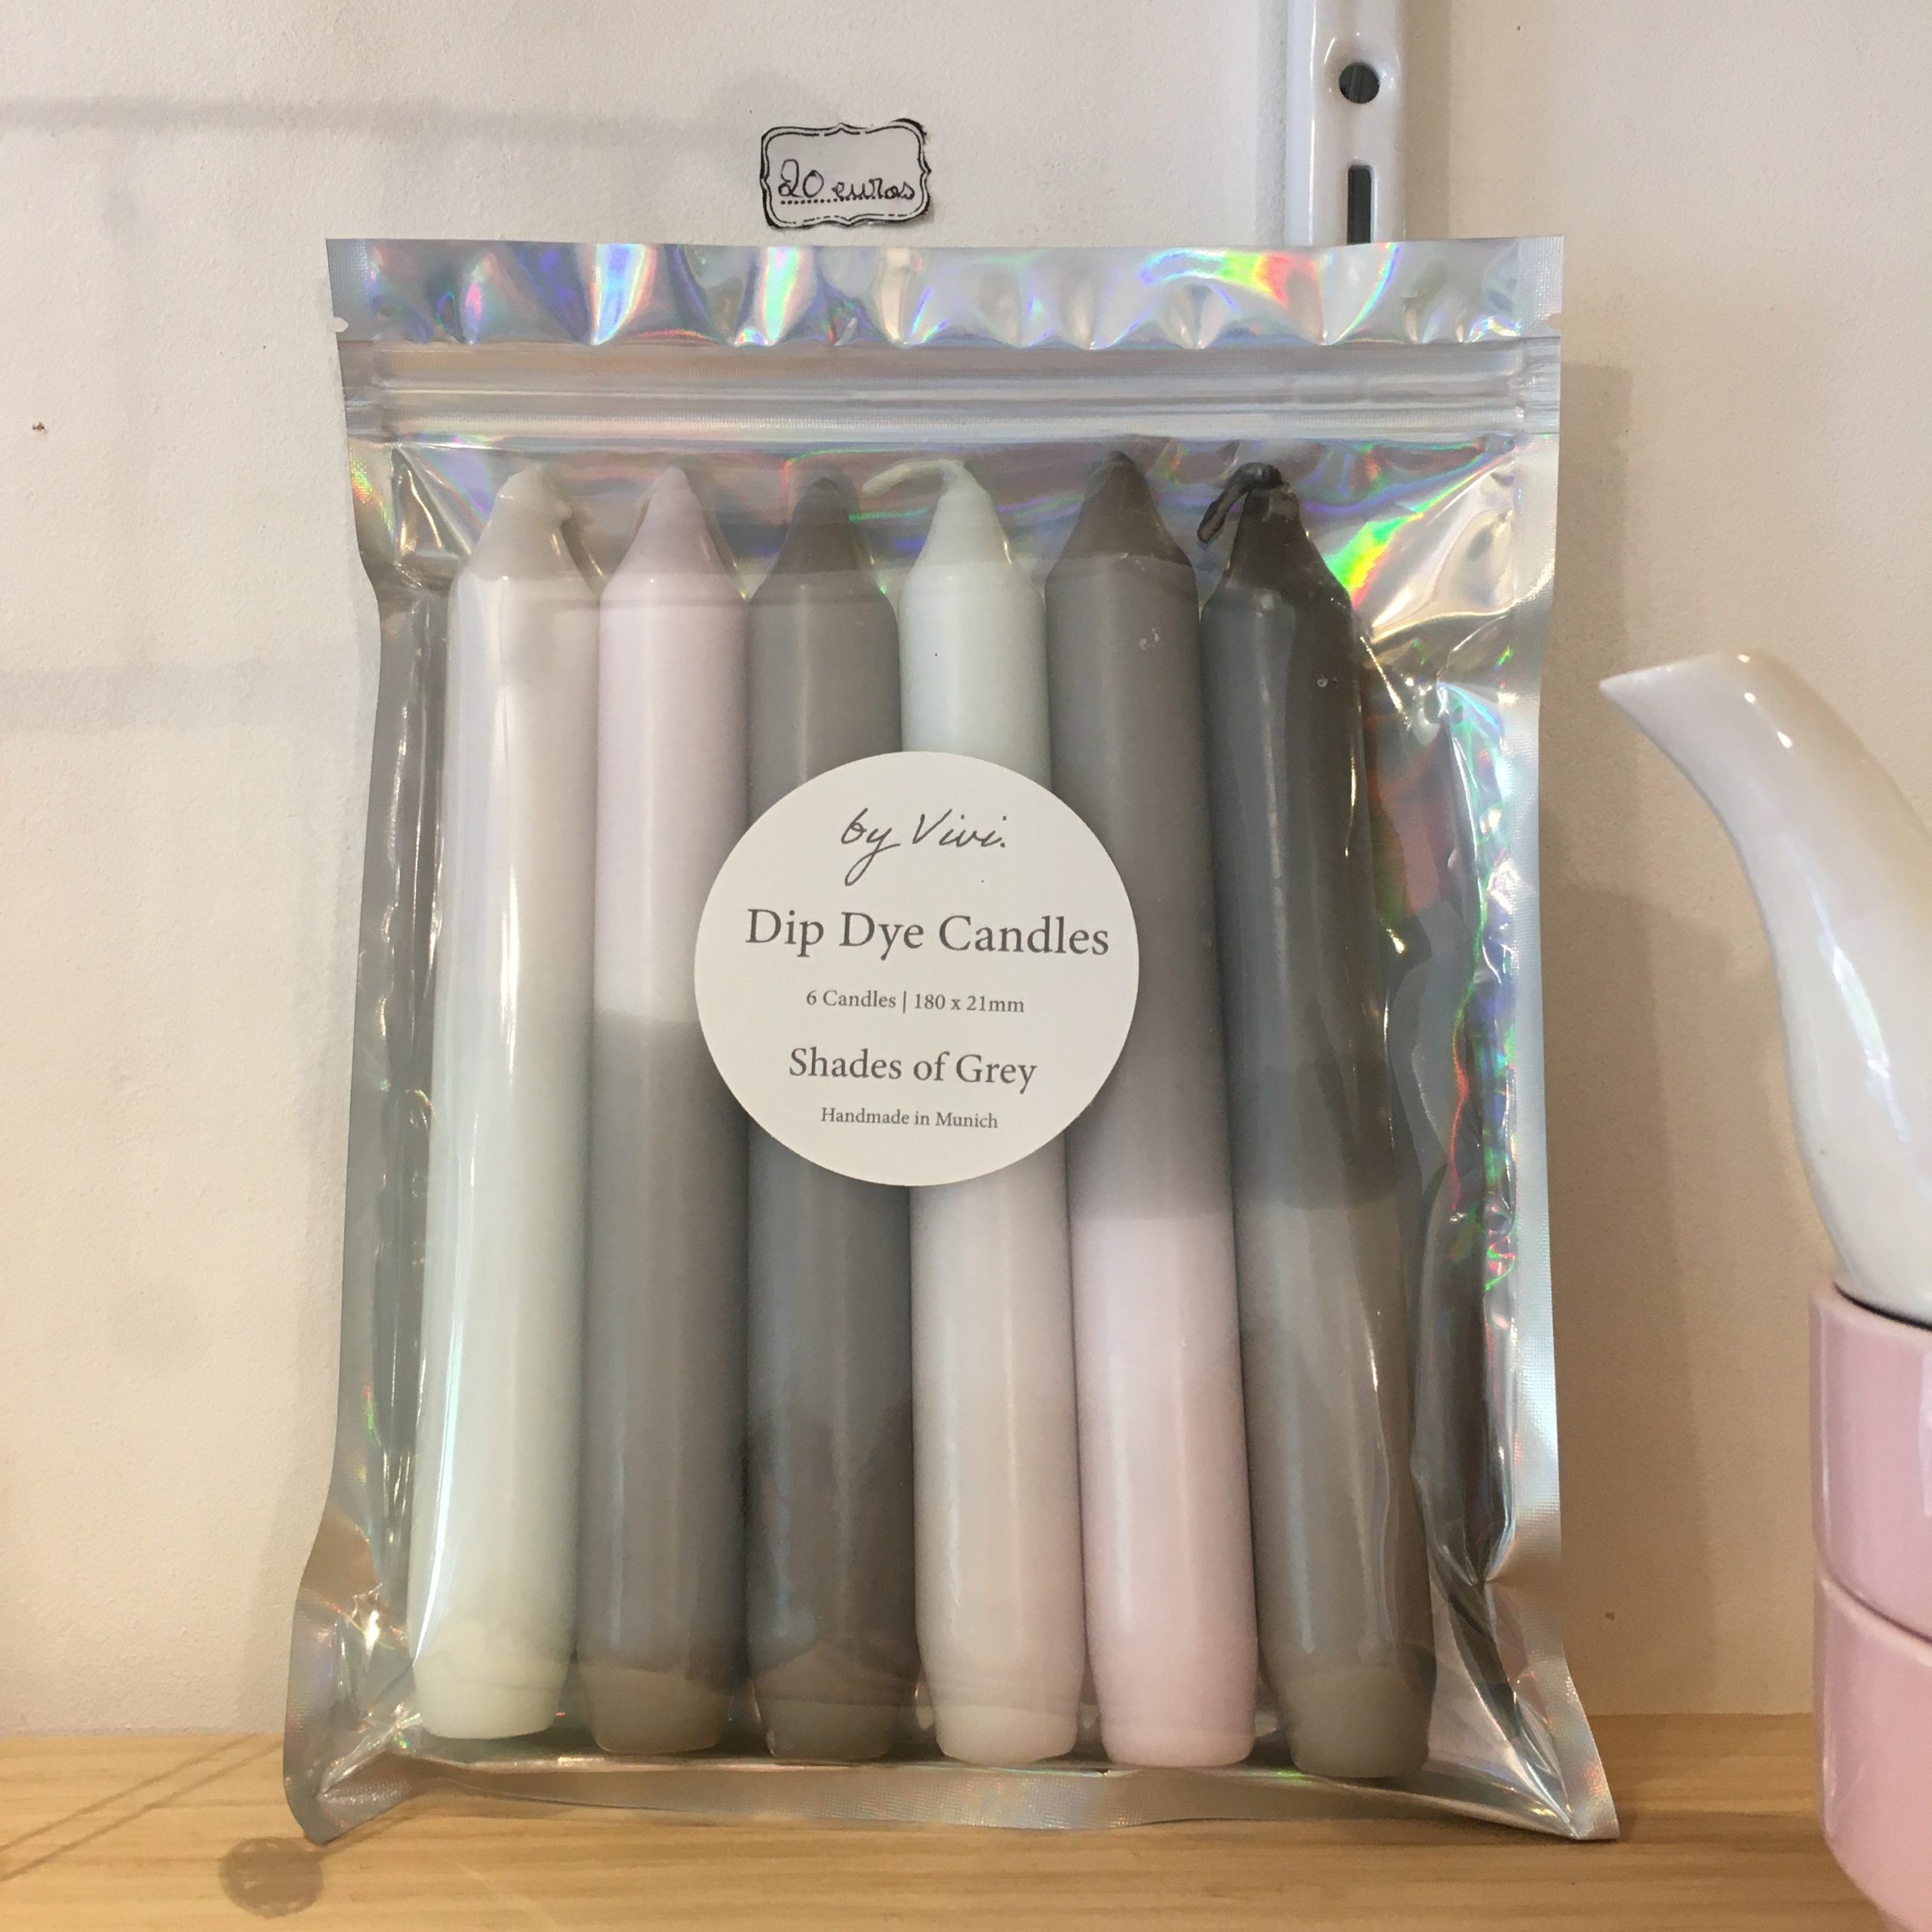 20 euros
by Vivi.
Dip Dye Candles
6 Candles | 180 x 21mm
Shades of Grey
Handmade in Munich